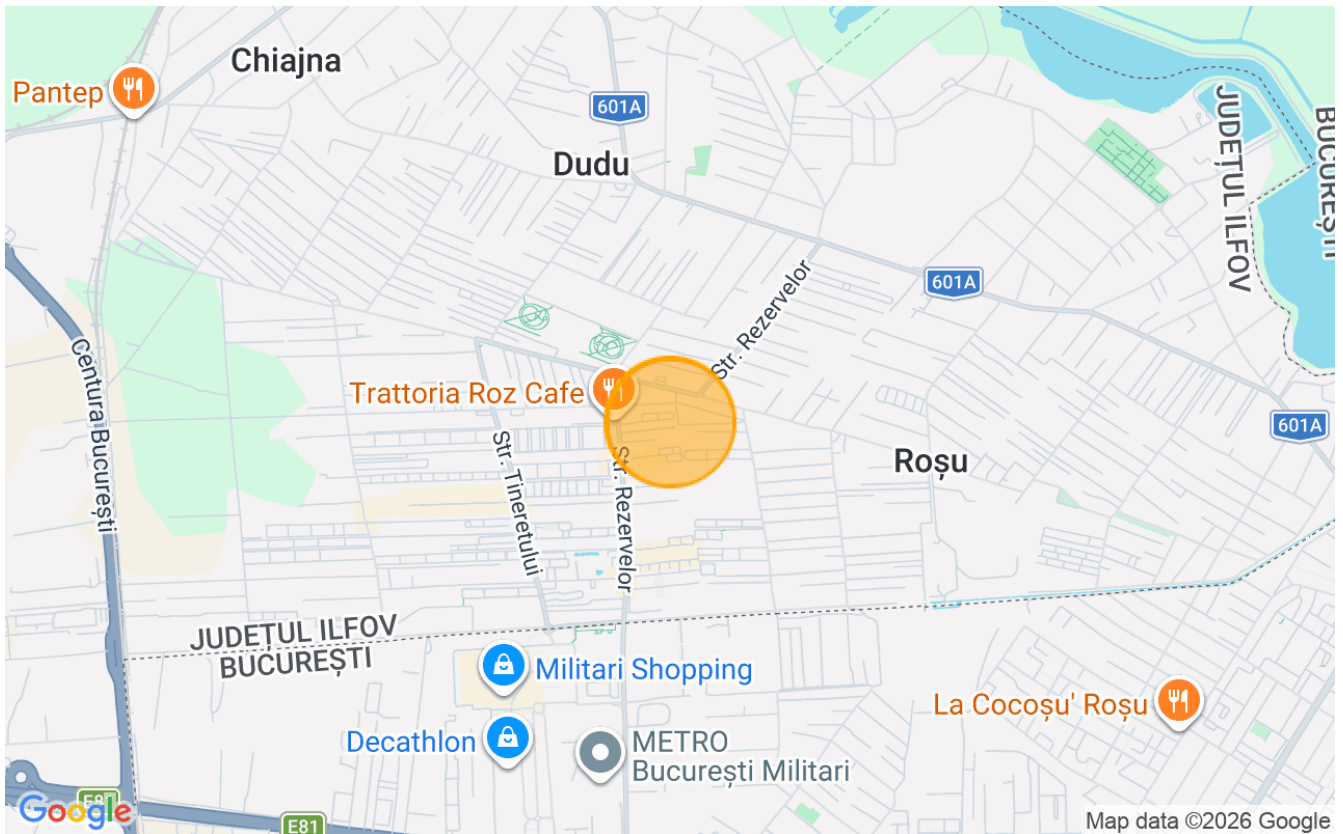 Chiajna
Pantep
601A
Dudu
JUDEȚUL ILFOV
BUCUREȘTI
601A
Str. Rezervelor
Centura București
Trattoria Roz Cafe
601A
Roșu
Str. Tineretului
Str. Rezervelor
JUDEȚUL ILFOV
BUCUREȘTI
Militari Shopping
La Cocoșu' Roșu
Decathlon
METRO
București Militari
Google
E81
Map data ©2026 Google